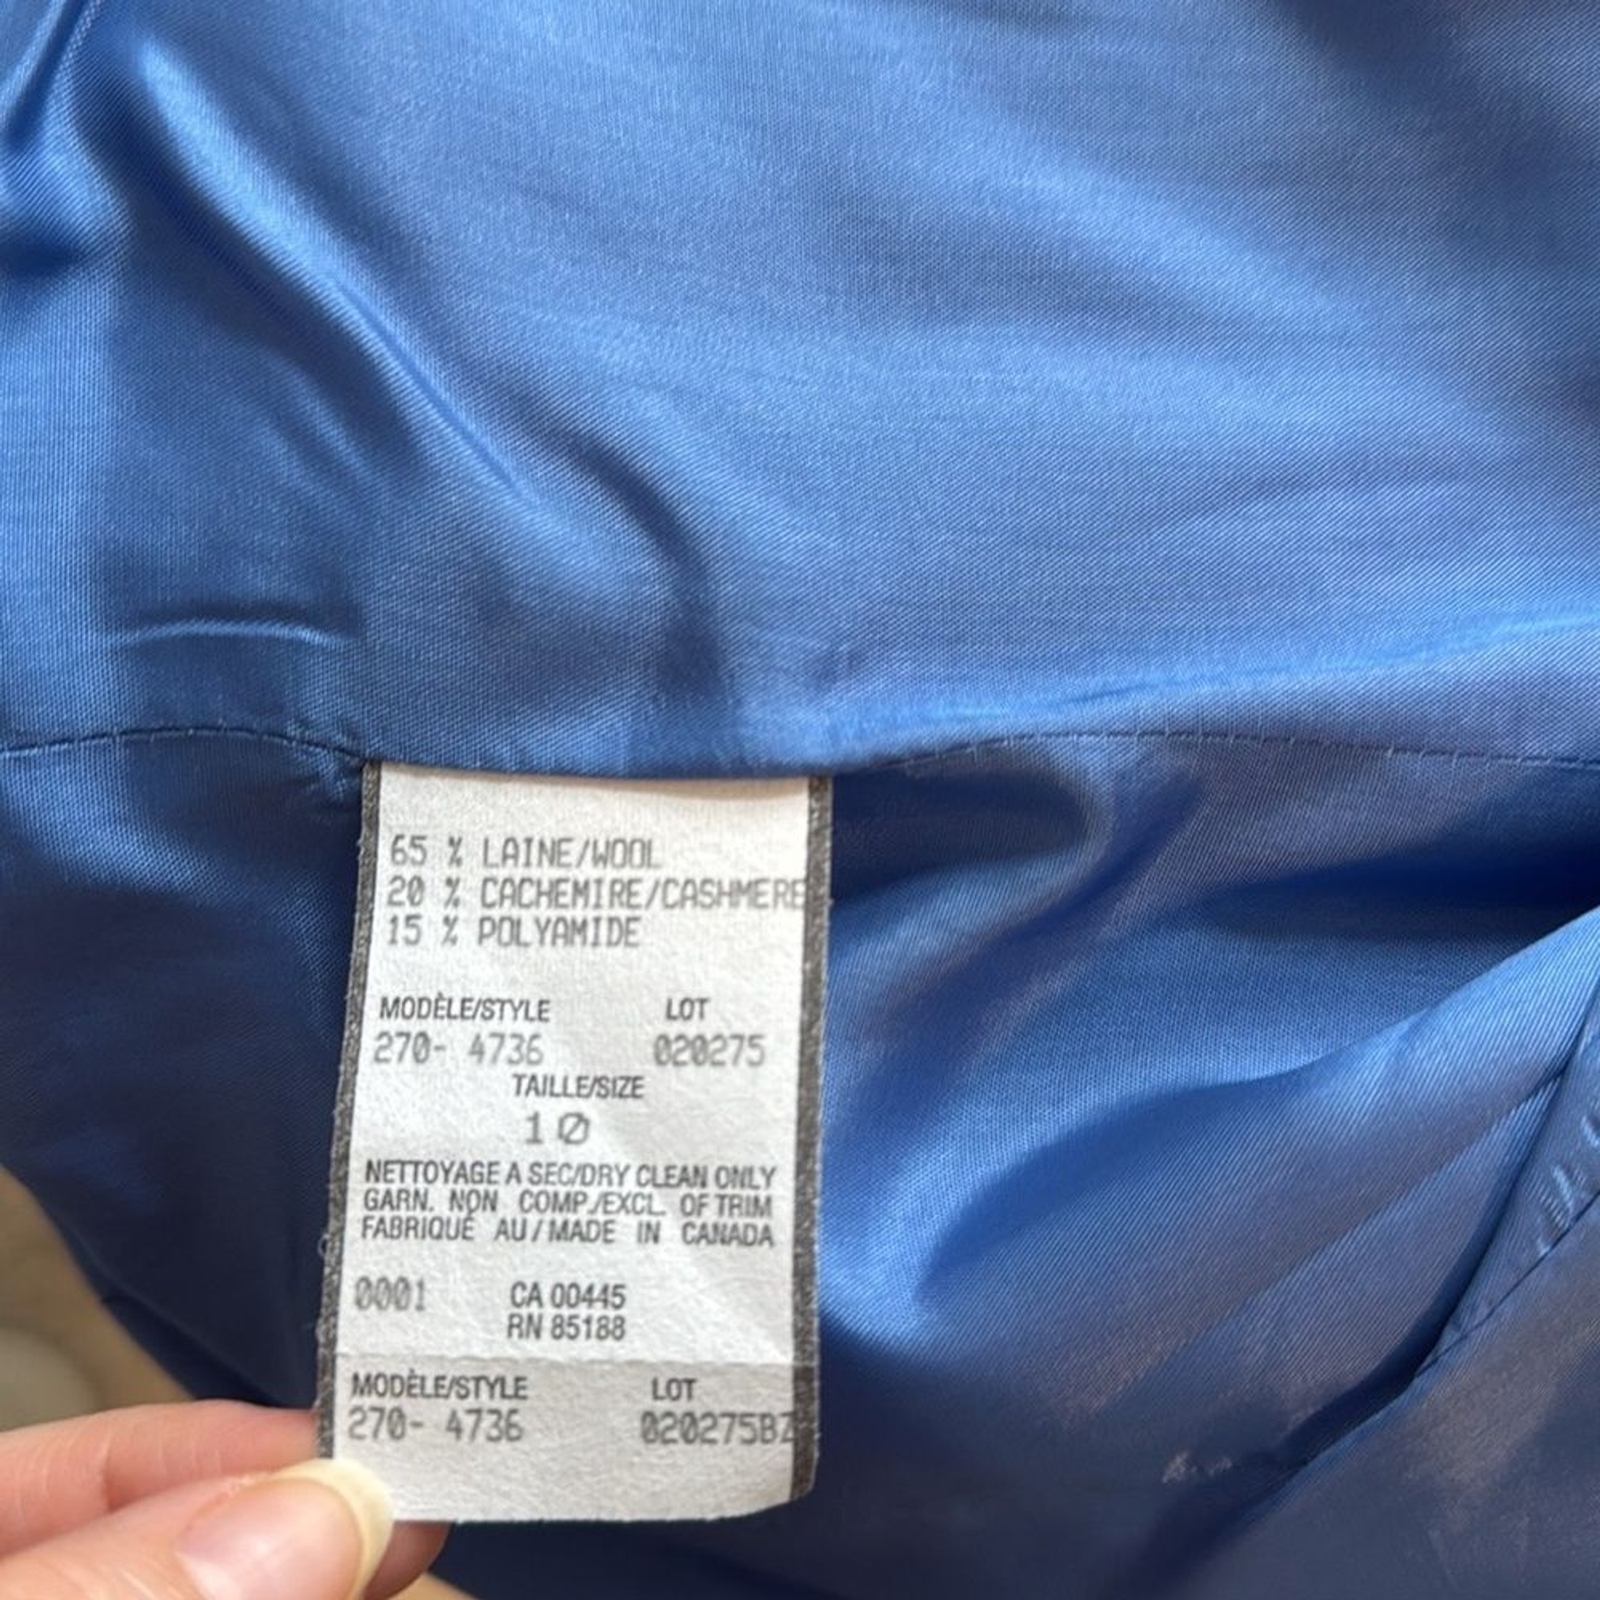 65 % LAINE/WOOL
20 % CACHEMIRE/CASHMERE
15 % POLYAMIDE
MODÈLE/STYLE LOT
270- 4736 020275
TAILLE/SIZE
10
NETTOYAGE A SEC/DRY CLEAN ONLY
GARN. NON COMP./EXCL. OF TRIM
FABRIQUÉ AU/MADE IN CANADA
0001 CA 00445
RN 85188
MODÈLE/STYLE LOT
270- 4736 020275BZ